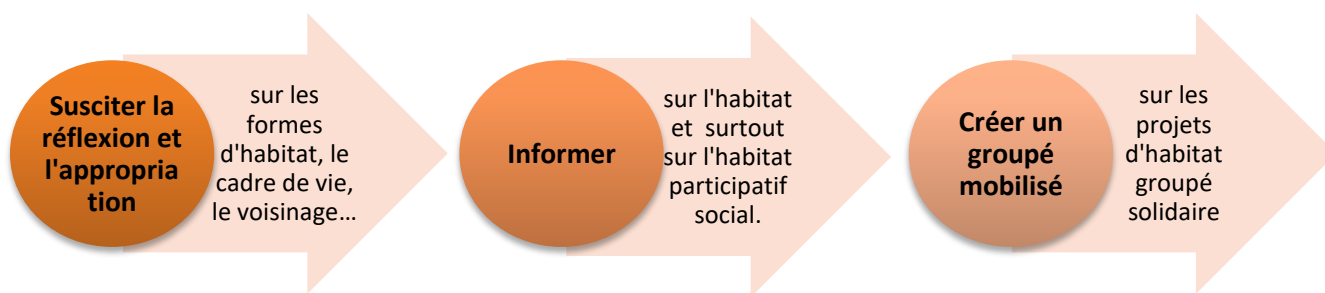 Susciter la
réflexion et
l'appropria
tion
sur les
formes
d'habitat, le
cadre de vie,
le voisinage…
Informer
sur l'habitat
et surtout
sur l'habitat
participatif
social.
Créer un
groupé
mobilisé
sur les
projets
d'habitat
groupé
solidaire